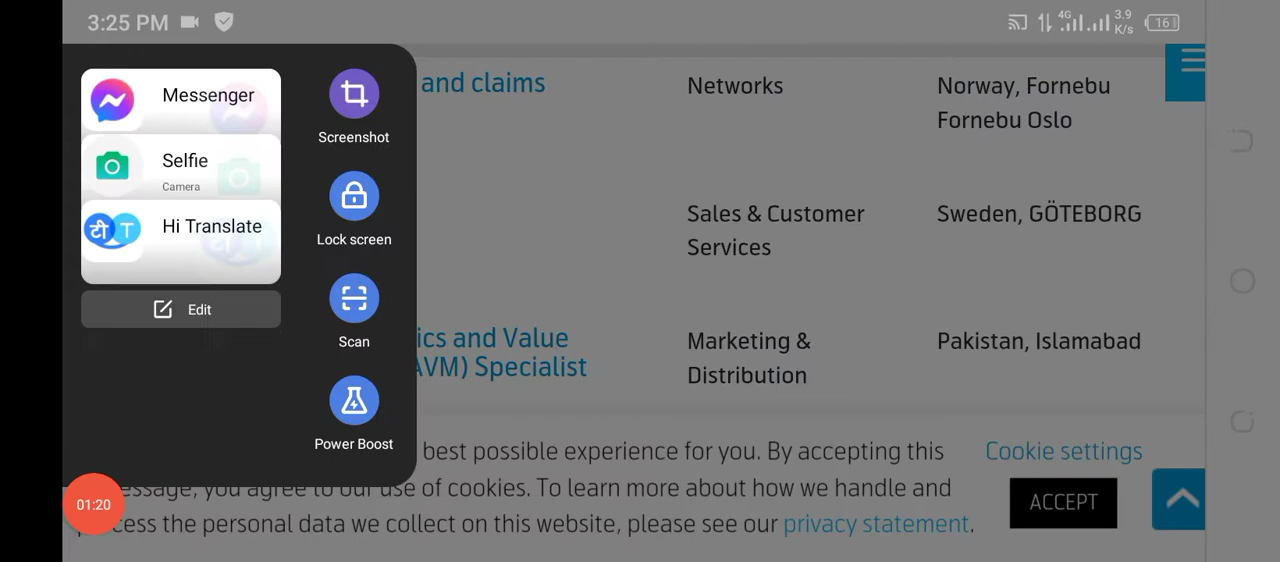 3:25 PM
4G
3.9
K/s
16
Messenger
Selfie
Camera
टी T
Hi Translate
Edit
Screenshot
Lock screen
Scan
Power Boost
01:20
and claims
Networks
Norway, Fornebu
Fornebu Oslo
Sales & Customer
Services
Sweden, GÖTEBORG
ics and Value
AVM) Specialist
Marketing &
Distribution
Pakistan, Islamabad
best possible experience for you. By accepting this
essage, you agree to our use of cookies. To learn more about how we handle and
cess the personal data we collect on this website, please see our privacy statement.
Cookie settings
ACCEPT